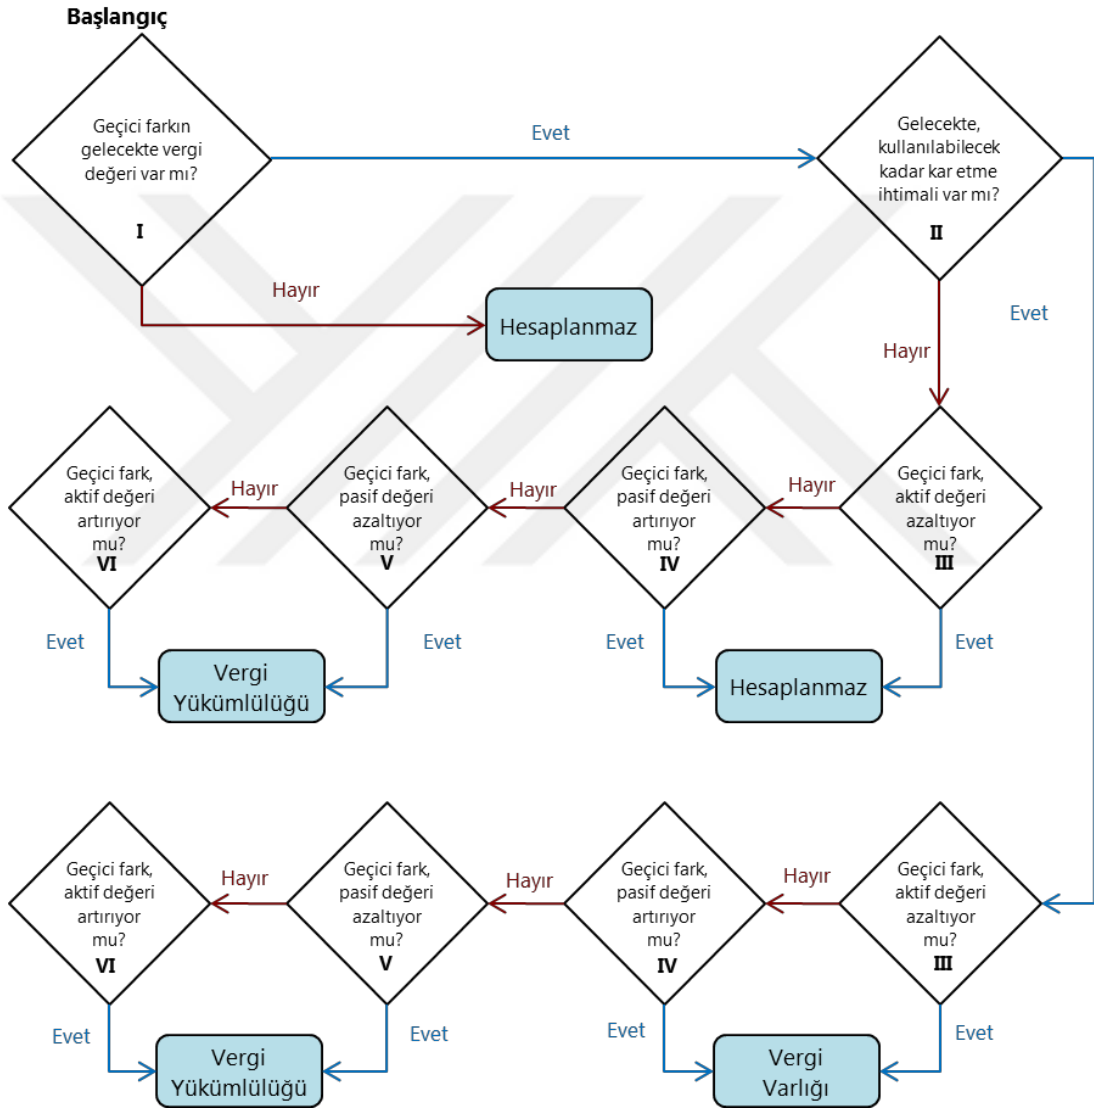 Başlangıç
Geçici farkın
gelecekte vergi
değeri var mı?
I
Evet
Gelecekte,
kullanılabilecek
kadar kar etme
ihtimali var mı?
II
Hayır
Hesaplanmaz
Evet
Hayır
Geçici fark,
aktif değeri
artırıyor
mu?
VI
Hayır
Geçici fark,
pasif değeri
azaltıyor
mu?
V
Hayır
Geçici fark,
pasif değeri
artırıyor
mu?
IV
Hayır
Geçici fark,
aktif değeri
azaltıyor
mu?
III
Evet
Vergi
Yükümlülüğü
Evet
Evet
Hesaplanmaz
Evet
Geçici fark,
aktif değeri
artırıyor
mu?
VI
Hayır
Geçici fark,
pasif değeri
azaltıyor
mu?
V
Hayır
Geçici fark,
pasif değeri
artırıyor
mu?
IV
Hayır
Geçici fark,
aktif değeri
azaltıyor
mu?
III
Evet
Vergi
Yükümlülüğü
Evet
Evet
Vergi
Varlığı
Evet